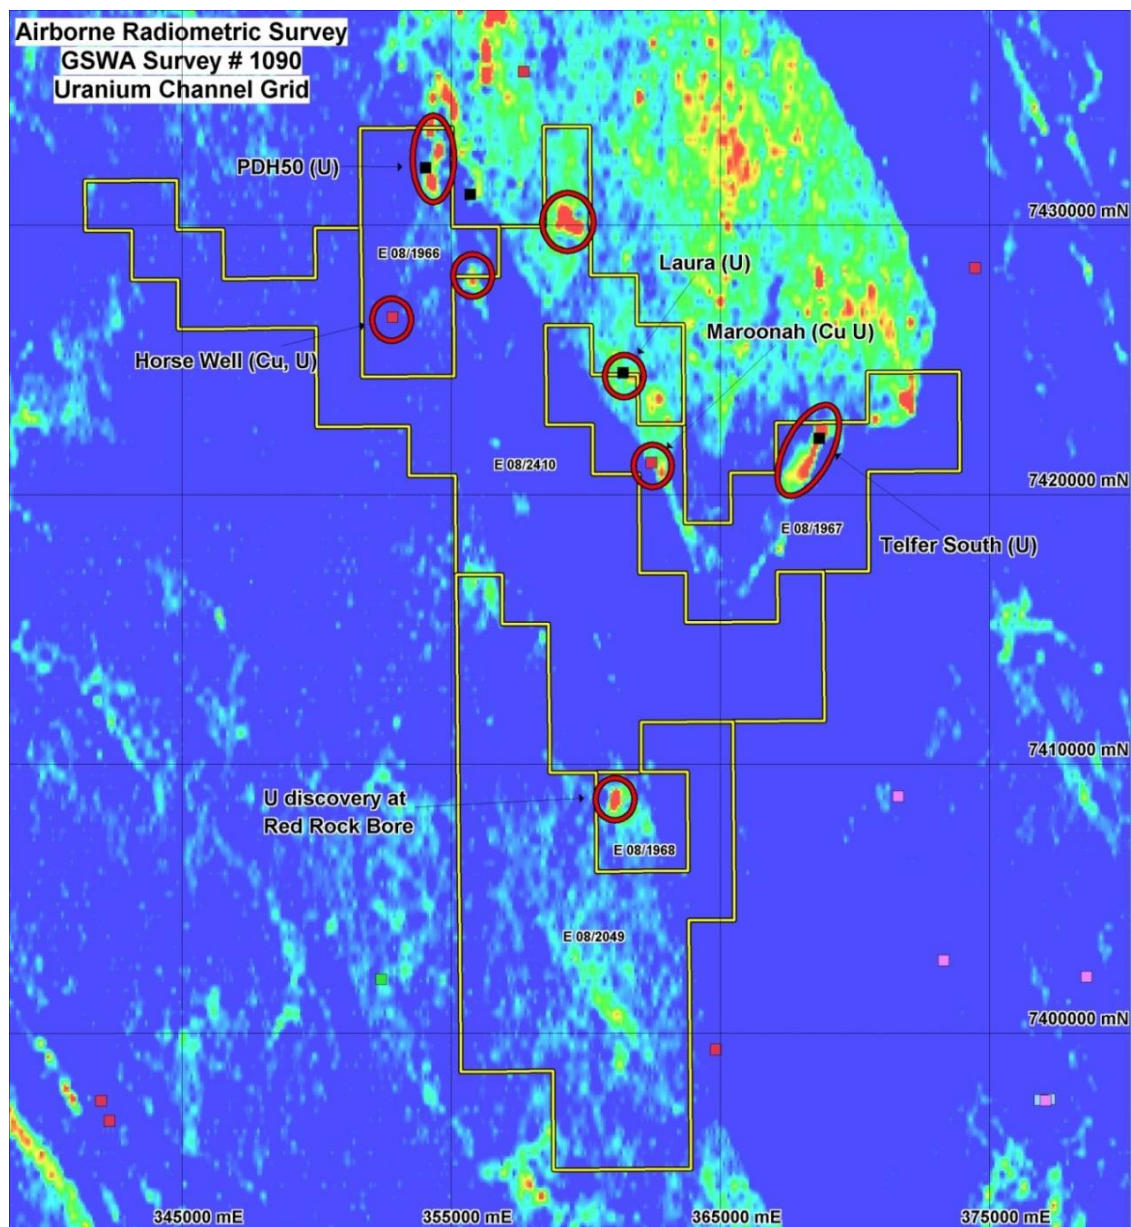 Airborne Radiometric Survey
GSWA Survey # 1090
Uranium Channel Grid
PDH50 (U)
7430000 mN
E 08/1966
Laura (U)
Maroonah (Cu U)
Horse Well (Cu, U)
E 08/2410
7420000 mN
E 08/1967
Telfer South (U)
7410000 mN
U discovery at
Red Rock Bore
E 08/1968
E 08/2049
7400000 mN
345000 mE
355000 mE
365000 mE
375000 mE